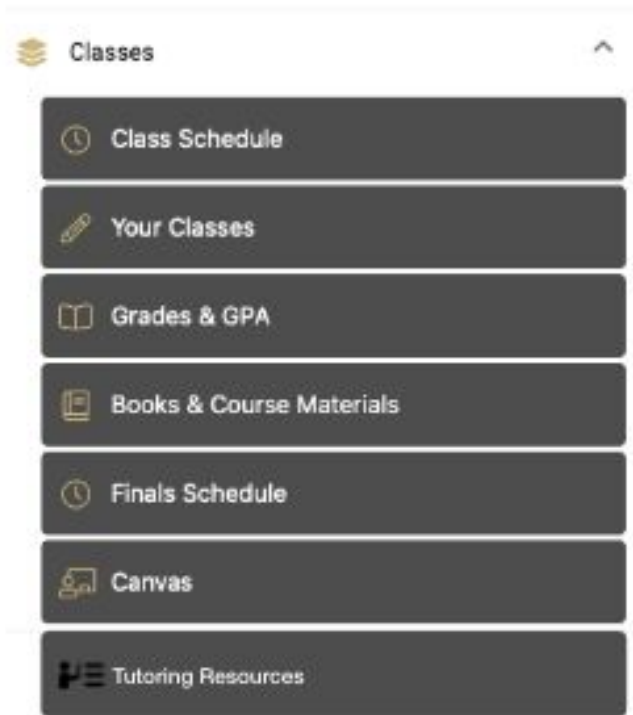 Classes
Class Schedule
Your Classes
Grades & GPA
Books & Course Materials
Finals Schedule
Canvas
Tutoring Resources